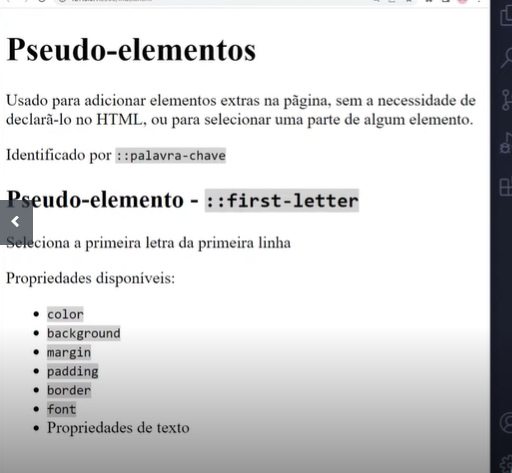 Pseudo-elementos
Usado para adicionar elementos extras na pãgina, sem a necessidade de
declarã-lo no HTML, ou para selecionar uma parte de algum elemento.
Identificado por ::palavra-chave
Pseudo-elemento - ::first-letter
Seleciona a primeira letra da primeira linha
Propriedades disponíveis:
color
background
margin
padding
border
font
Propriedades de texto